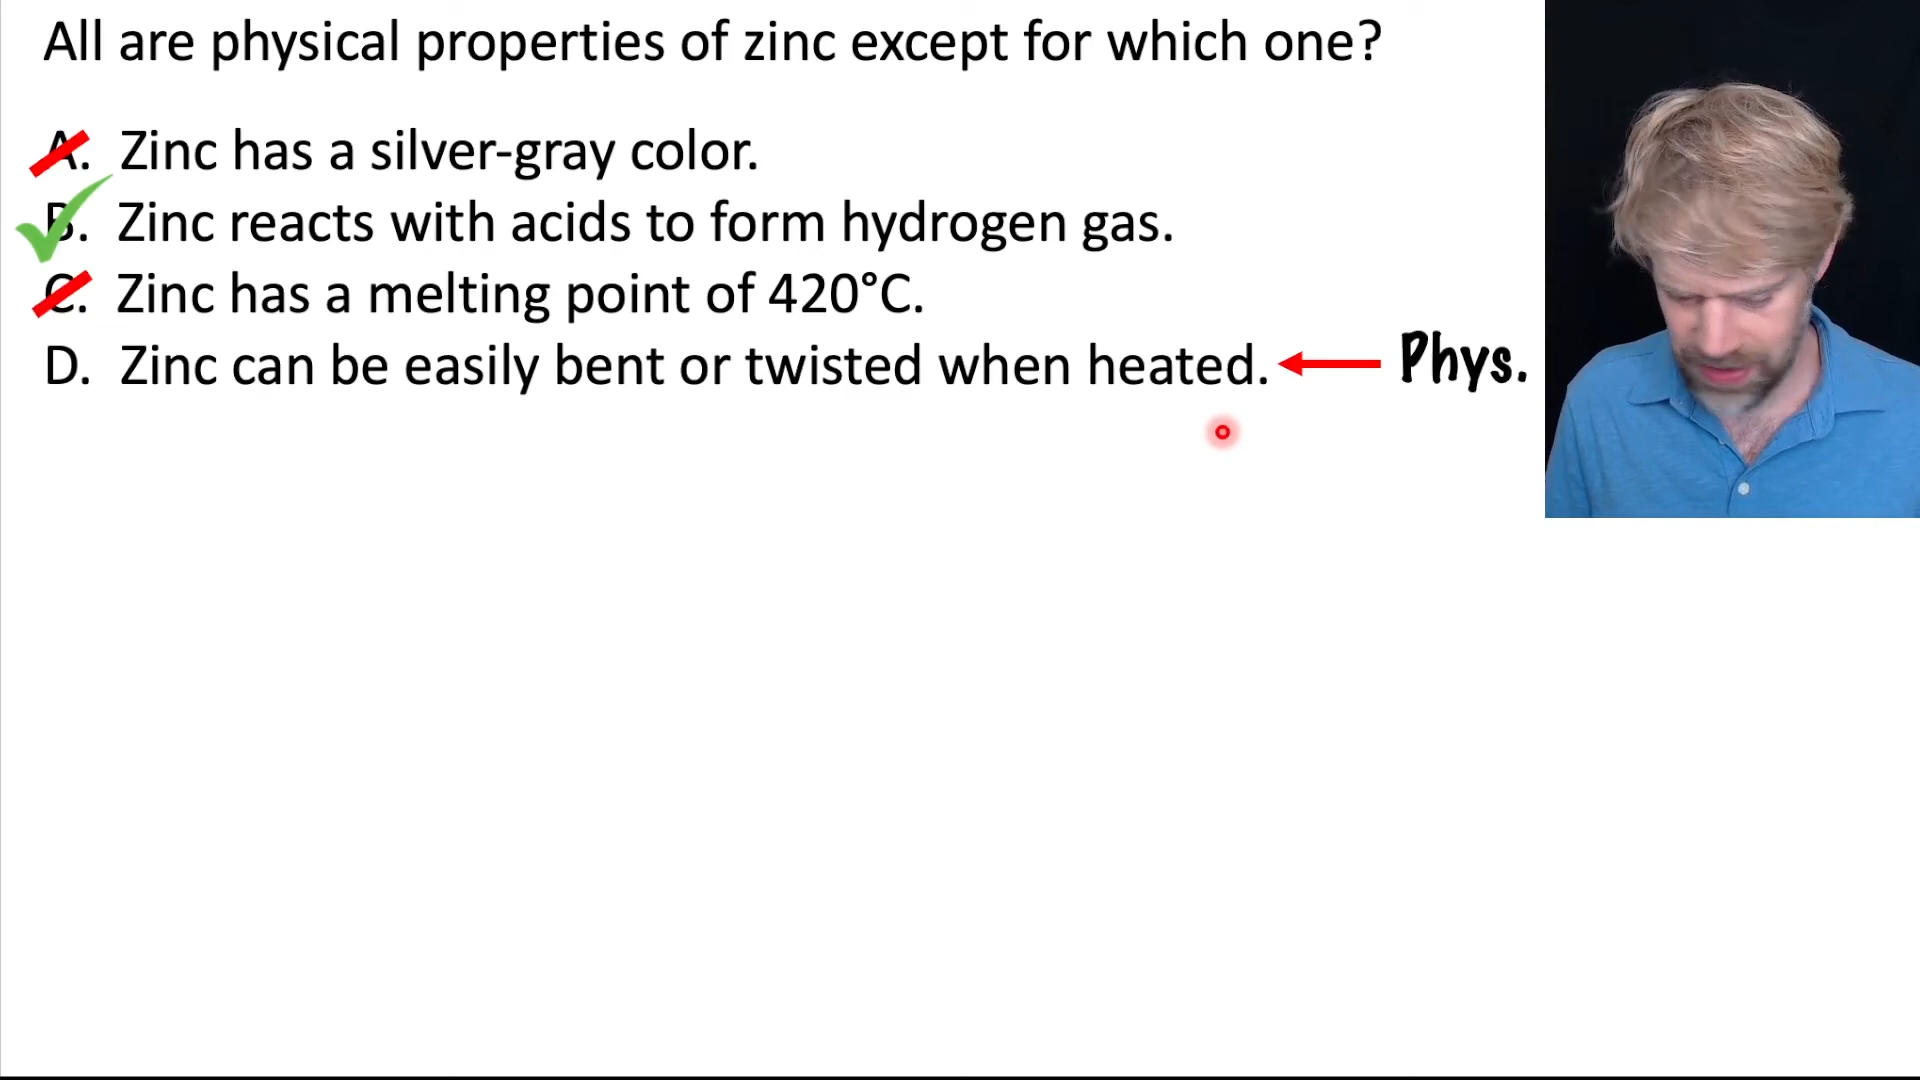 All are physical properties of zinc except for which one?
A. Zinc has a silver-gray color.
B. Zinc reacts with acids to form hydrogen gas.
C. Zinc has a melting point of 420°C.
D. Zinc can be easily bent or twisted when heated. Phys.